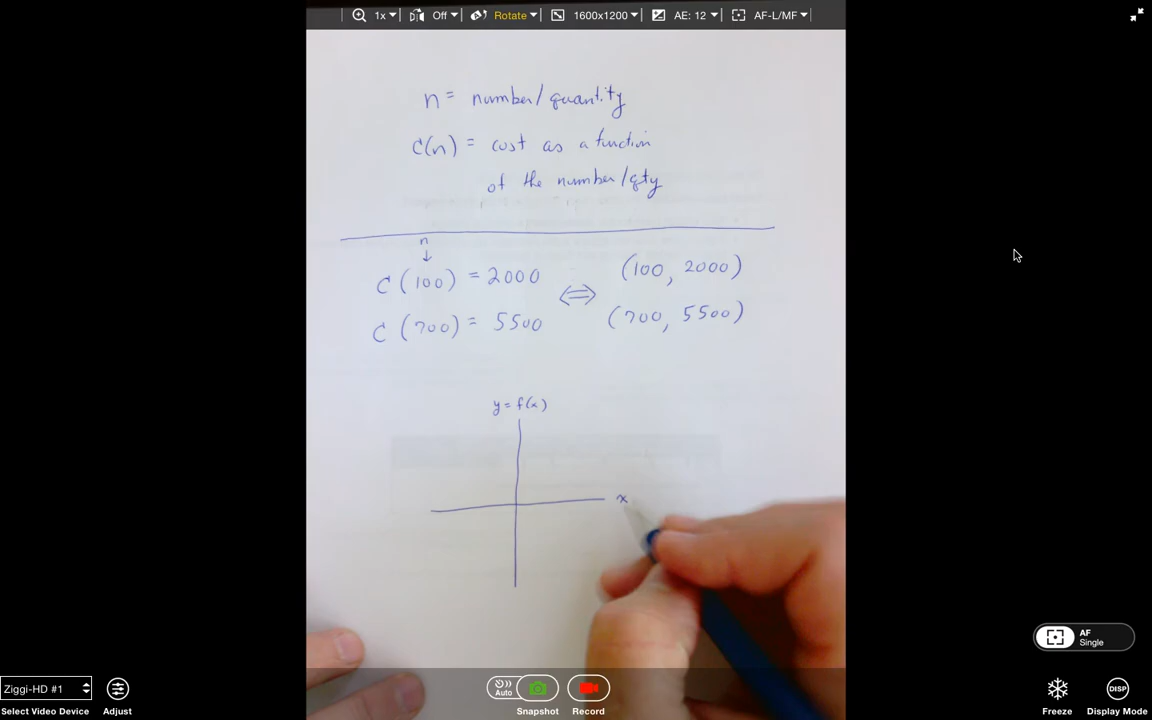 1x Off Rotate 1600x1200 AE: 12 AF-L/MF
n = number/quantity
C(n) = cost as a function
of the number/qty
n
↓
C(100) = 2000 ⇔ (100, 2000)
C(700) = 5500 (700, 5500)
y = f(x)
x
AF
Single
Ziggi-HD #1
Auto
DISP
Select Video Device Adjust Snapshot Record Freeze Display Mode